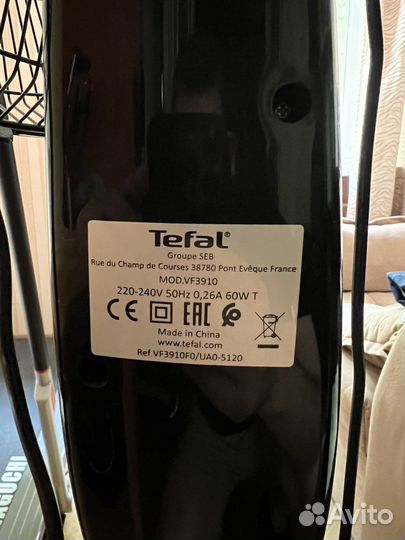 Tefal®
Groupe SEB
Rue du Champ de Courses 38780 Pont Evêque France
MOD.VF3910
220-240V 50Hz 0,26A 60W T
CE EAC
Made in China
www.tefal.com
Ref.VF3910F0/UA0-5120
GUCHI
Avito